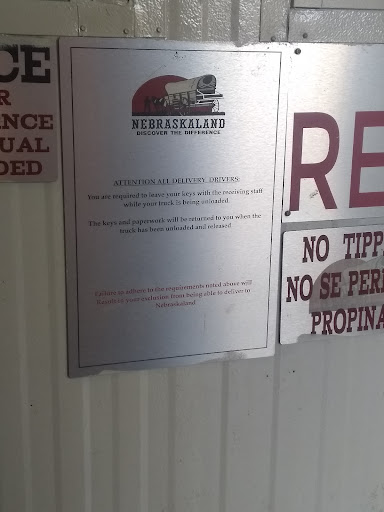 CE
R
ANCE
UAL
DED
NEBRASKALAND
DISCOVER THE DIFFERENCE
ATTENTION ALL DELIVERY DRIVERS:
You are required to leave your keys with the receiving staff
while your truck is being unloaded
The keys and paperwork will be returned to you when the
truck has been unloaded and released
Failure to adhere to the requirements noted above will
Results in your exclusion from being able to deliver to
Nebraskaland
RE
NO TIPP
NO SE PER
PROPINA